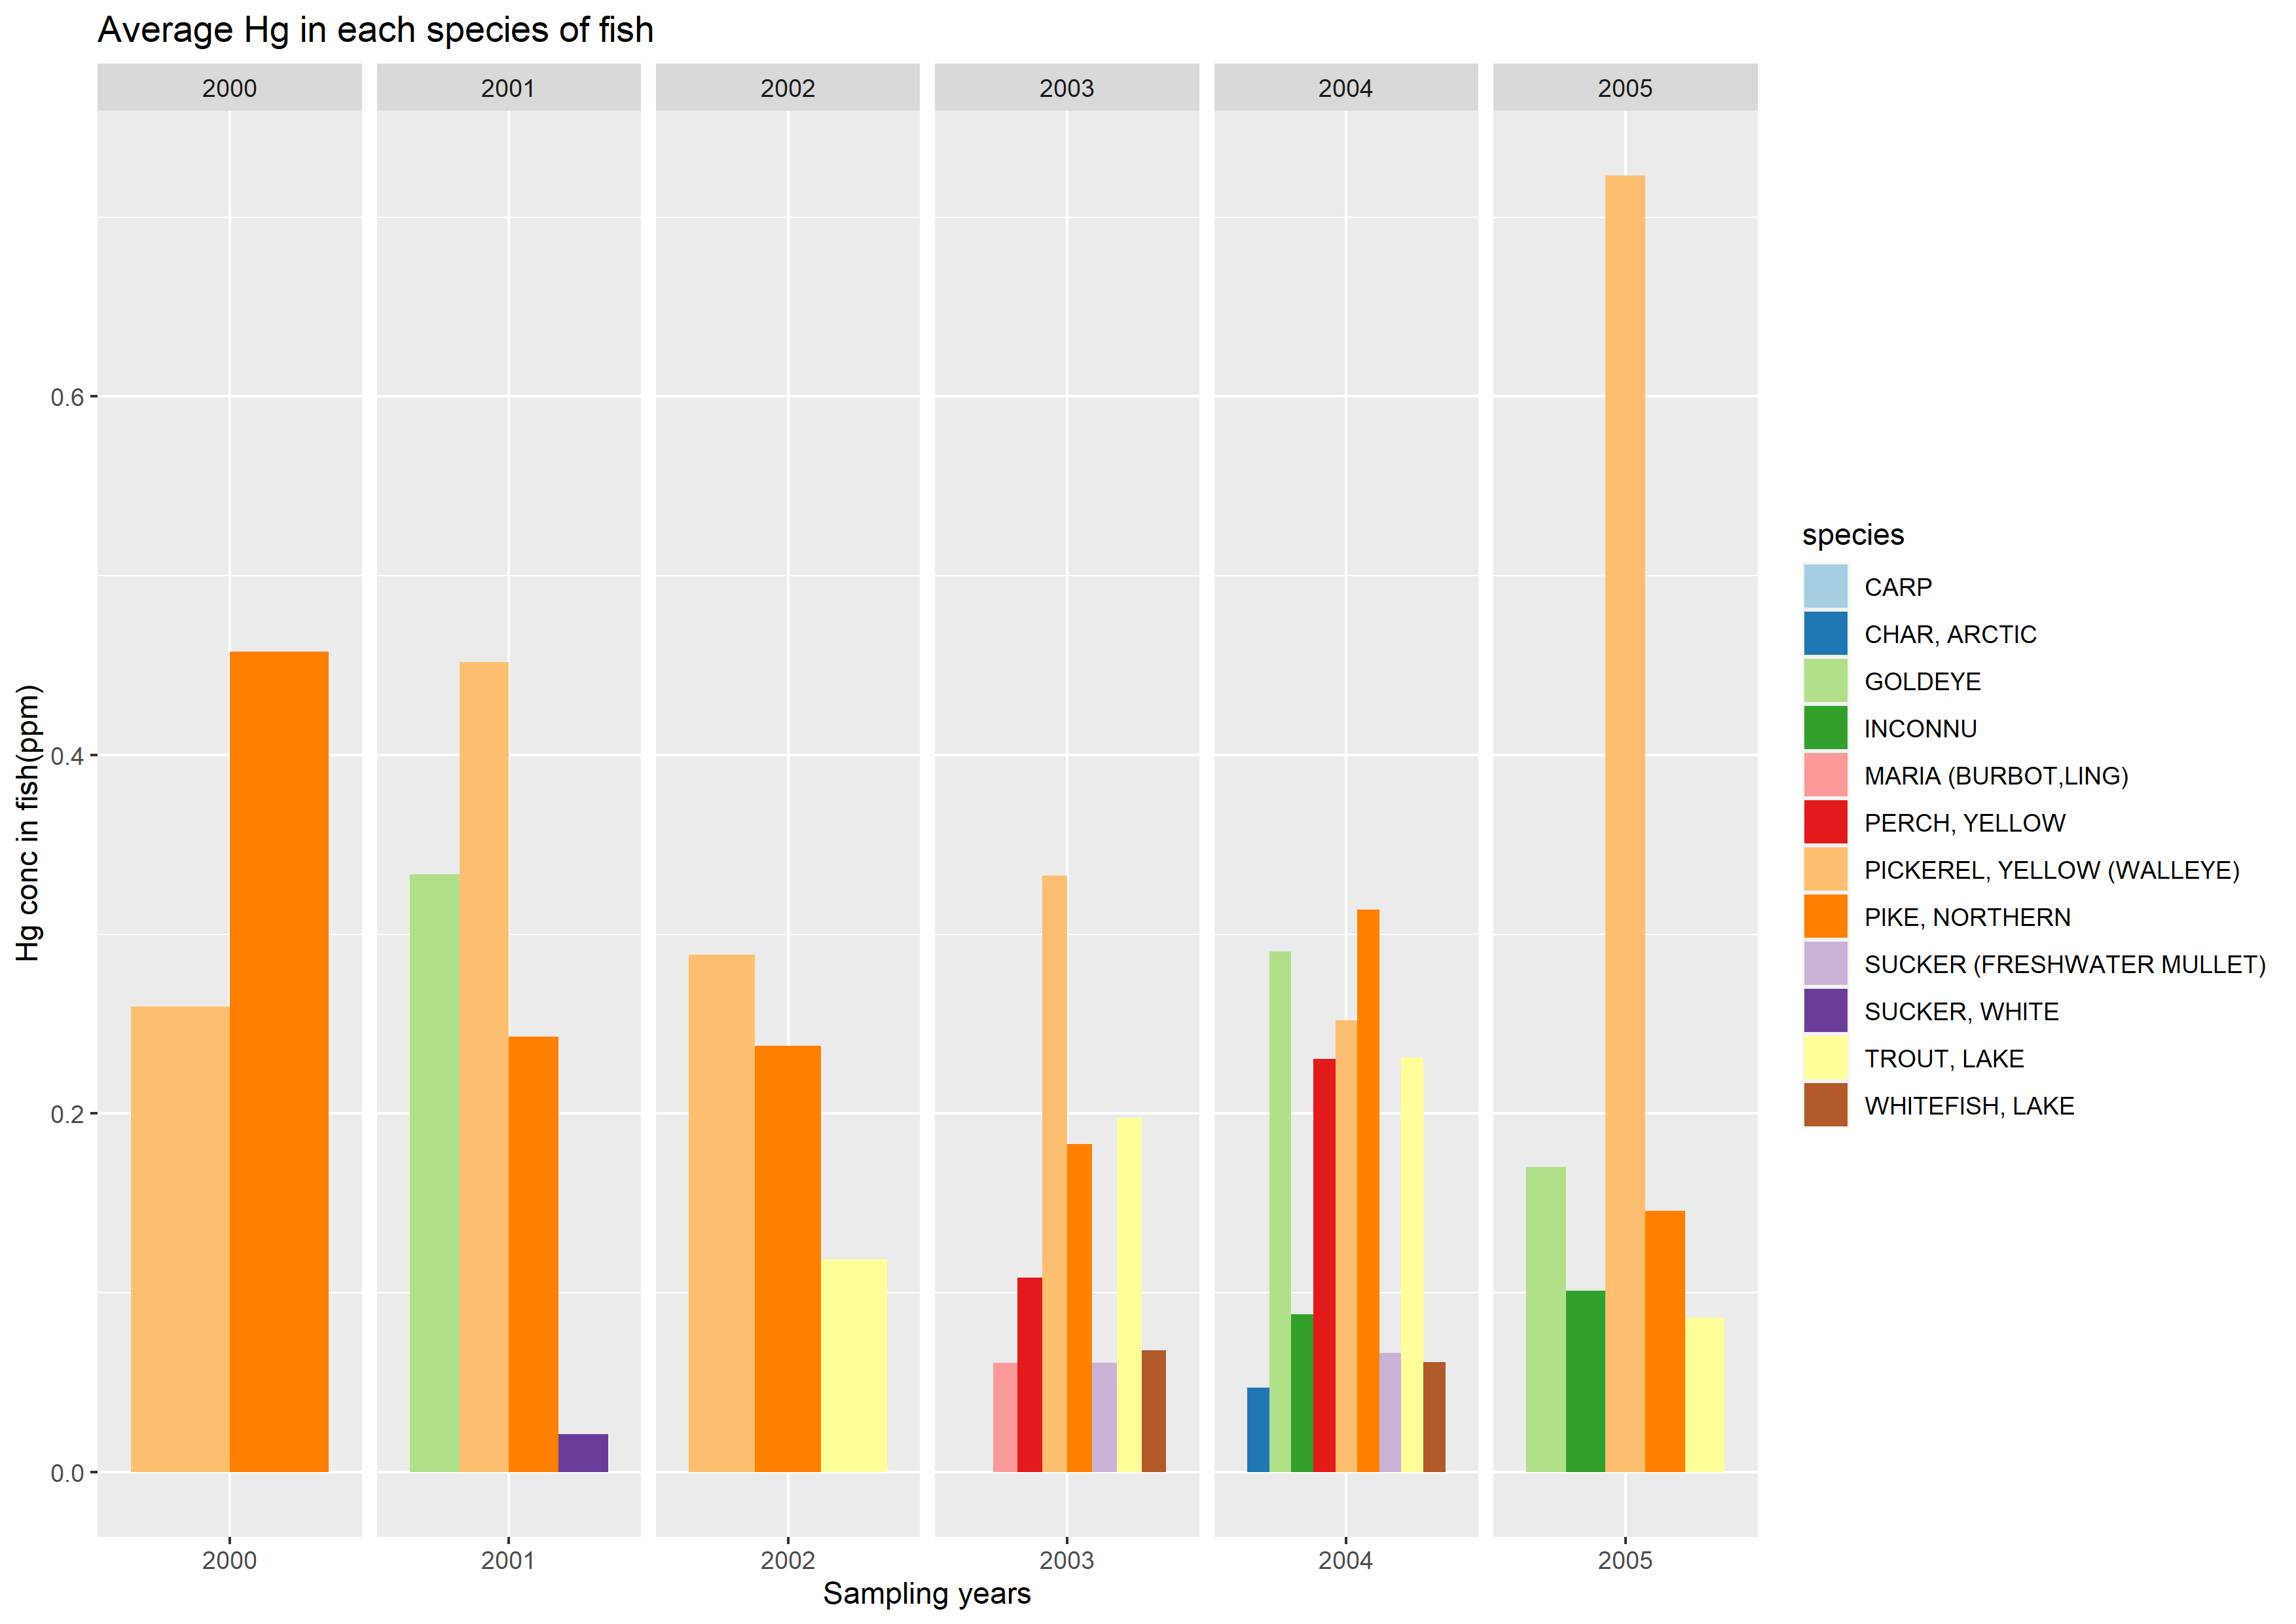 Average Hg in each species of fish
2000 2001 2002 2003 2004 2005
Hg conc in fish(ppm)
0.6
0.4
0.2
0.0
2000 2001 2002 2003 2004 2005
Sampling years
species
CARP
CHAR, ARCTIC
GOLDEYE
INCONNU
MARIA (BURBOT,LING)
PERCH, YELLOW
PICKEREL, YELLOW (WALLEYE)
PIKE, NORTHERN
SUCKER (FRESHWATER MULLET)
SUCKER, WHITE
TROUT, LAKE
WHITEFISH, LAKE